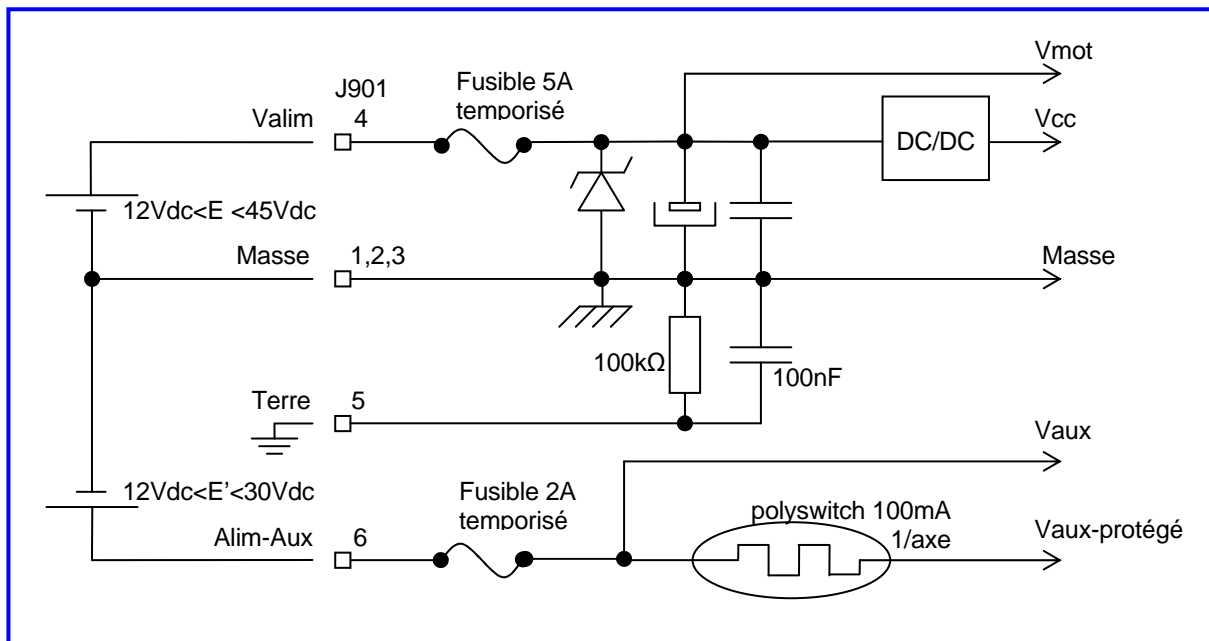 Vmot
J901
Fusible 5A
temporisé
Valim
4
DC/DC
Vcc
12Vdc<E <45Vdc
Masse
1,2,3
Masse
100kΩ
100nF
Terre
5
Vaux
12Vdc<E'<30Vdc
Fusible 2A
temporisé
polyswitch 100mA
1/axe
Alim-Aux
6
Vaux-protégé